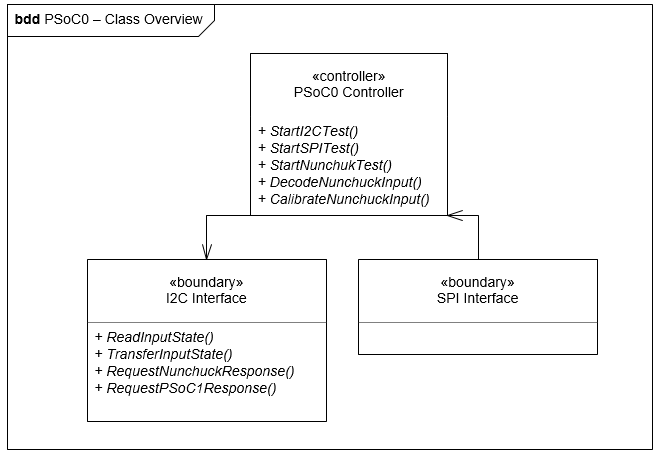 bdd PSoC0 – Class Overview
«controller»
PSoC0 Controller
+ StartI2CTest()
+ StartSPITest()
+ StartNunchukTest()
+ DecodeNunchuckInput()
+ CalibrateNunchuckInput()
«boundary»
I2C Interface
+ ReadInputState()
+ TransferInputState()
+ RequestNunchuckResponse()
+ RequestPSoC1Response()
«boundary»
SPI Interface